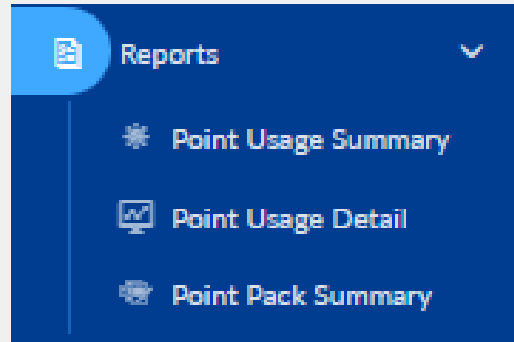 Reports
Point Usage Summary
Point Usage Detail
Point Pack Summary